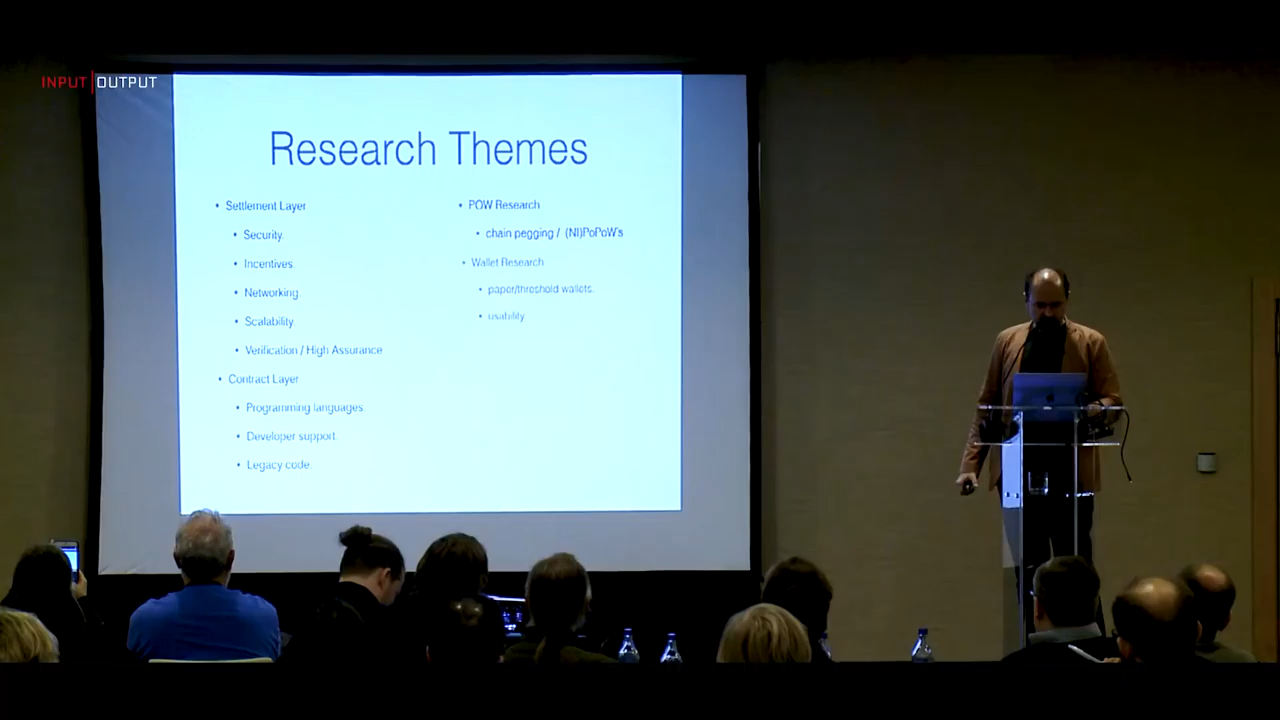 INPUT|OUTPUT
Research Themes
• Settlement Layer
• Security.
• Incentives.
• Networking.
• Scalability.
• Verification / High Assurance
• Contract Layer
• Programming languages.
• Developer support.
• Legacy code.
• POW Research
• chain pegging / (NI)PoPoW's
• Wallet Research
• paper/threshold wallets.
• usability.